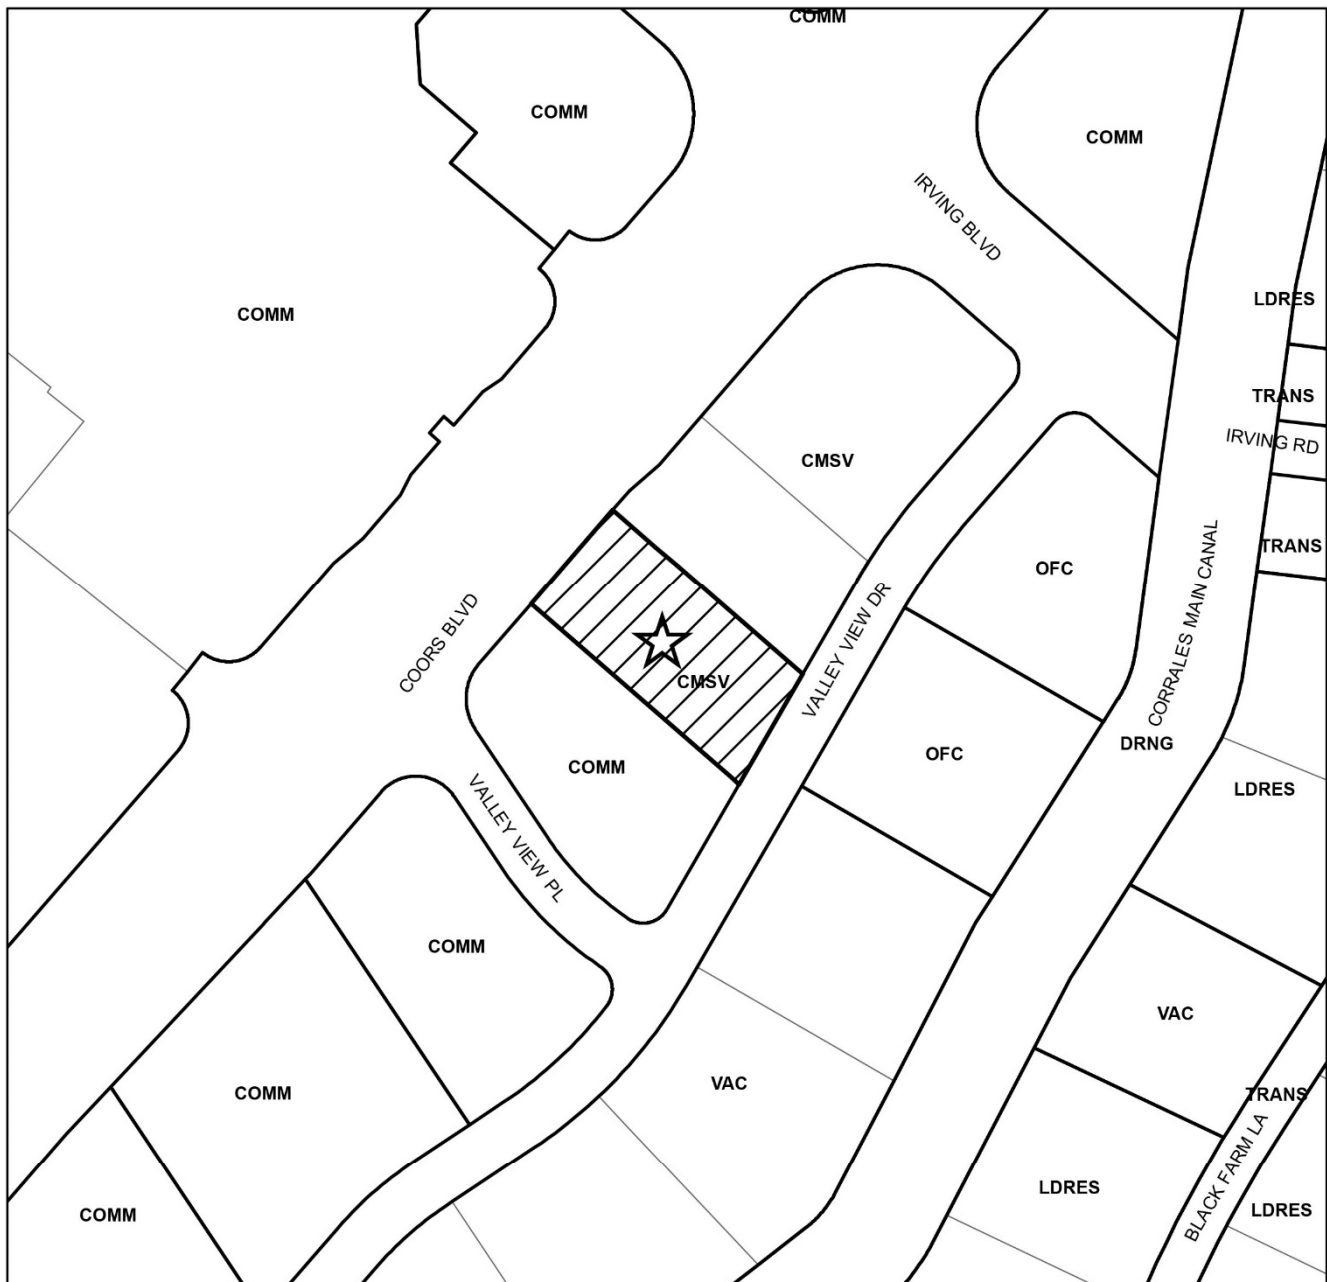 COMM
COMM
COMM
IRVING BLVD
LDRES
COMM
TRANS
IRVING RD
CMSV
TRANS
OFC
COORS BLVD
VALLEY VIEW DR
CORRALES MAIN CANAL
CMSV
DRNG
OFC
COMM
LDRES
VALLEY VIEW PL
COMM
VAC
VAC
COMM
TRANS
BLACK FARM LA
LDRES
LDRES
COMM